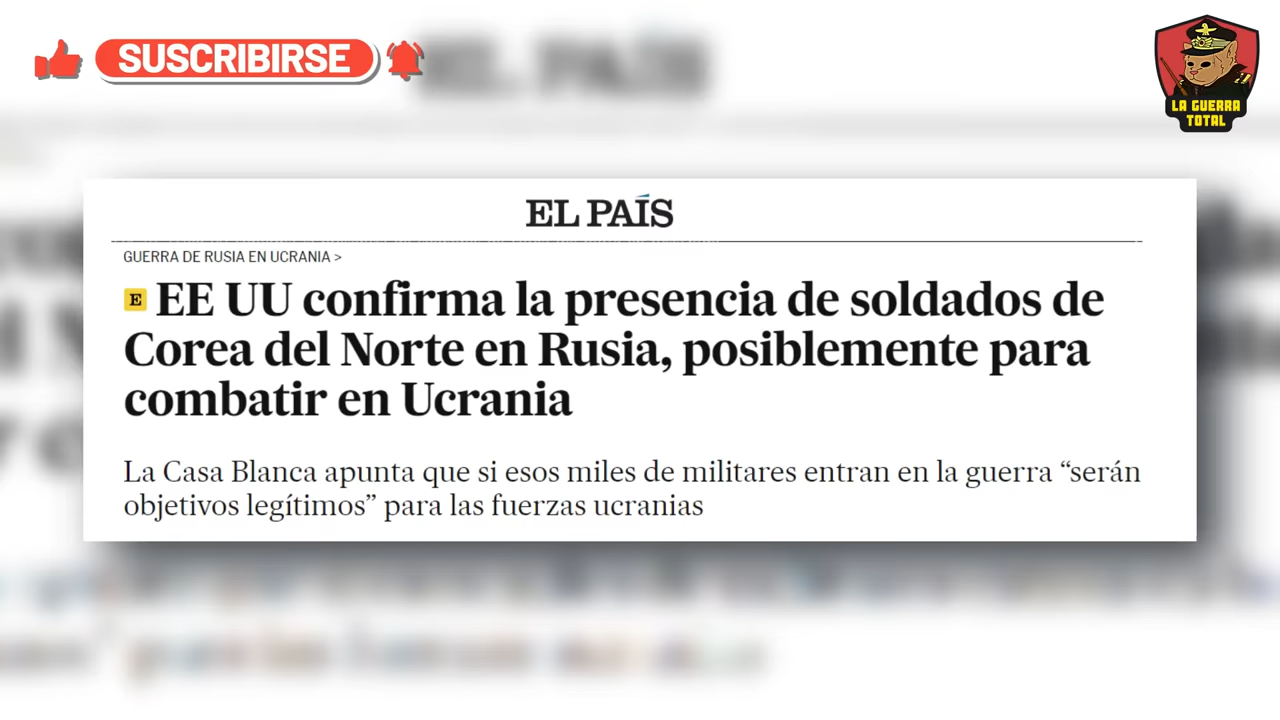 SUSCRIBIRSE
LA GUERRA
TOTAL
EL PAÍS
GUERRA DE RUSIA EN UCRANIA >
E EE UU confirma la presencia de soldados de
Corea del Norte en Rusia, posiblemente para
combatir en Ucrania
La Casa Blanca apunta que si esos miles de militares entran en la guerra “serán
objetivos legítimos” para las fuerzas ucranias